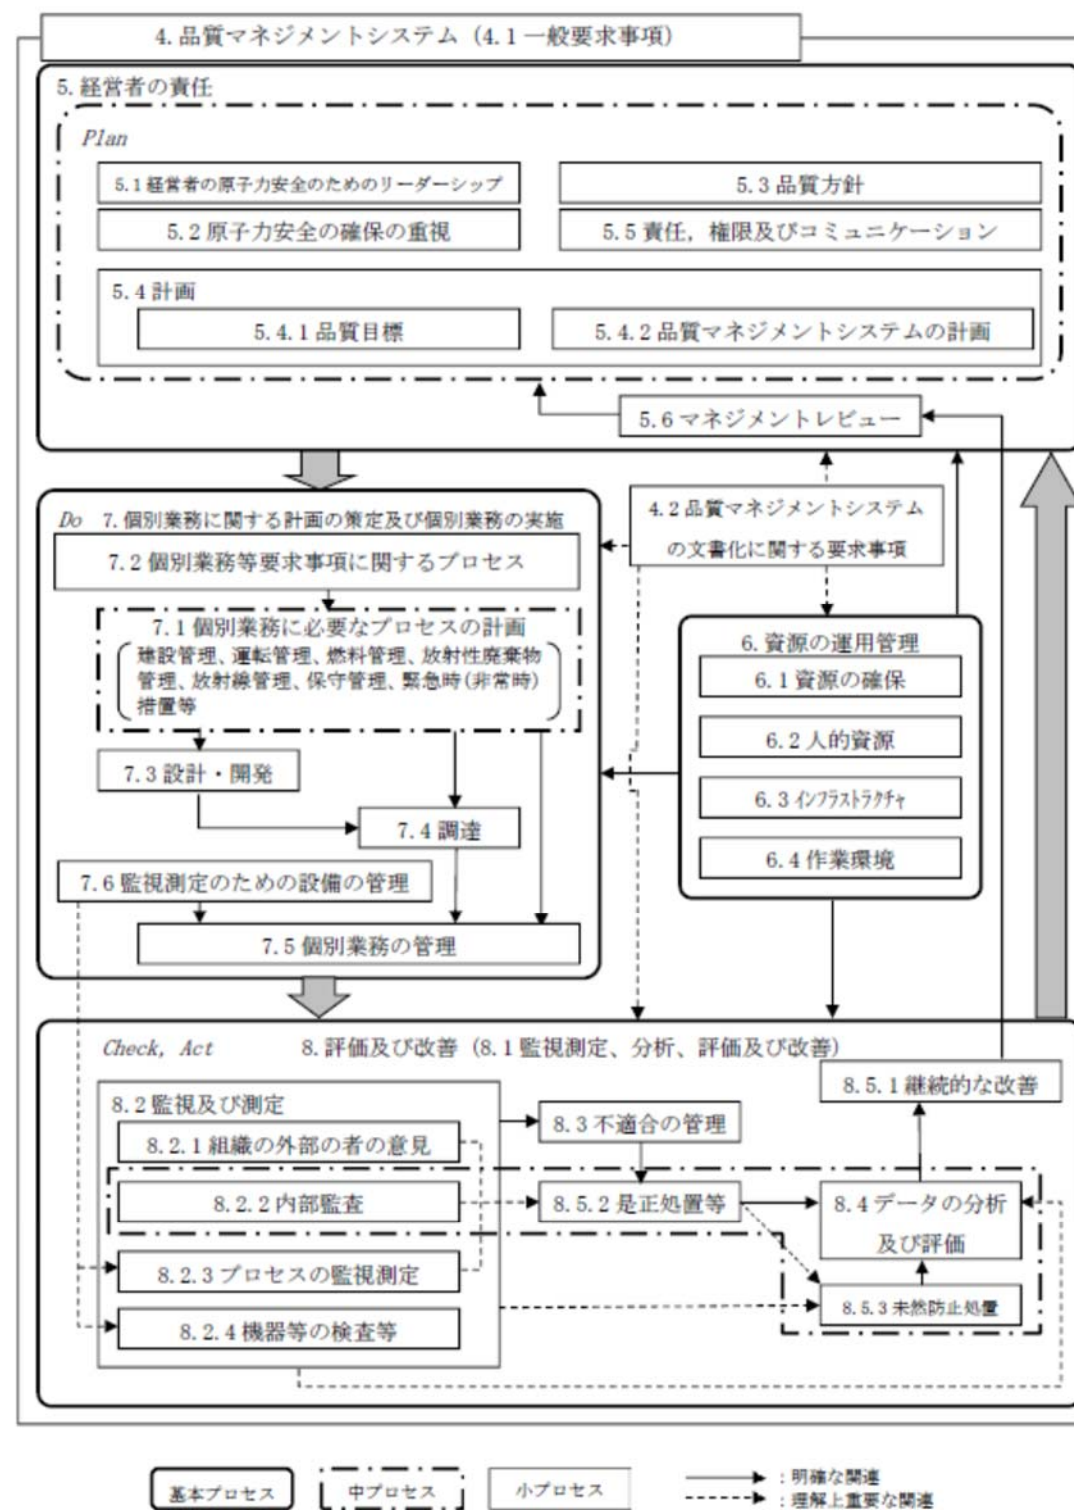 4.品質マネジメントシステム（4.1一般要求事項）
5.経営者の責任
Plan
5.1経営者の原子力安全のためのリーダーシップ
5.3品質方針
5.2原子力安全の確保の重視
5.5責任，権限及びコミュニケーション
5.4計画
5.4.1品質目標
5.4.2品質マネジメントシステムの計画
5.6マネジメントレビュー
Do 7.個別業務に関する計画の策定及び個別業務の実施
7.2個別業務等要求事項に関するプロセス
4.2品質マネジメントシステム
の文書化に関する要求事項
7.1個別業務に必要なプロセスの計画
建設管理、運転管理、燃料管理、放射性廃棄物
管理、放射線管理、保守管理、緊急時(非常時)
措置等
7.3設計・開発
7.4調達
7.6監視測定のための設備の管理
7.5個別業務の管理
6.資源の運用管理
6.1資源の確保
6.2人的資源
6.3ｲﾝﾌﾗｽﾄﾗｸﾁｬ
6.4作業環境
Check, Act 8.評価及び改善（8.1監視測定、分析、評価及び改善）
8.5.1継続的な改善
8.2監視及び測定
8.2.1組織の外部の者の意見
8.3不適合の管理
8.2.2内部監査
8.5.2是正処置等
8.4データの分析
及び評価
8.2.3プロセスの監視測定
8.5.3未然防止処置
8.2.4機器等の検査等
基本プロセス
中プロセス
小プロセス
：明確な関連
：理解上重要な関連